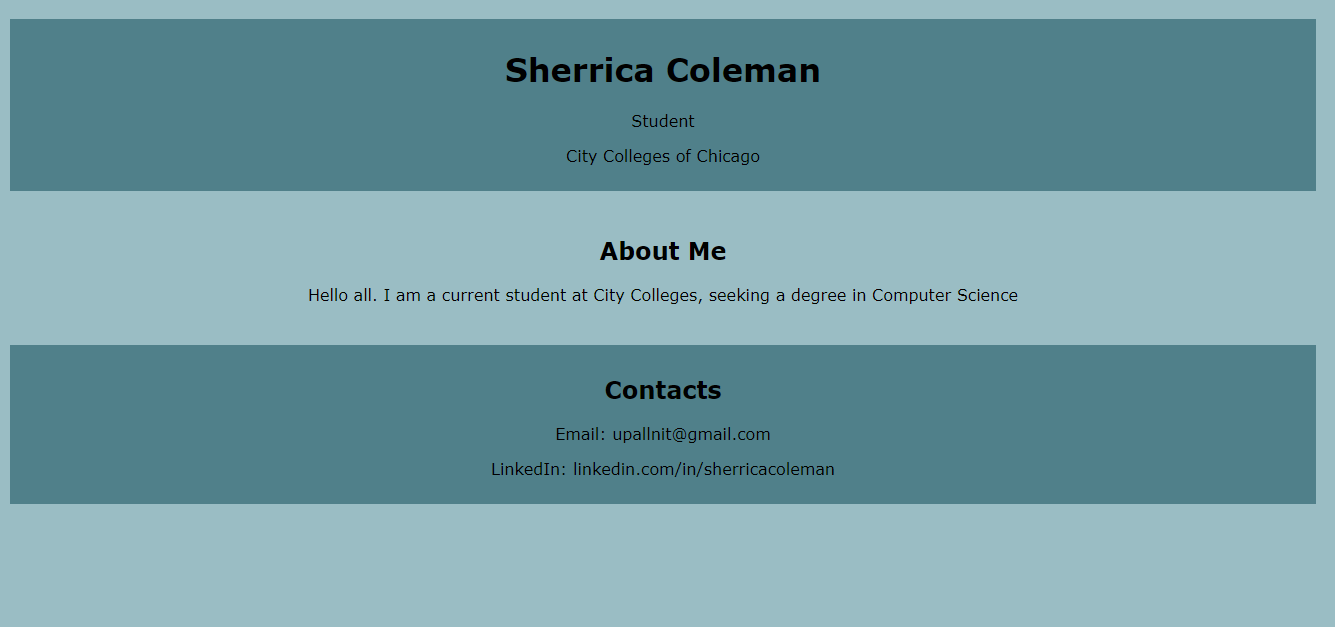 Sherrica Coleman
Student
City Colleges of Chicago
About Me
Hello all. I am a current student at City Colleges, seeking a degree in Computer Science
Contacts
Email: upallnit@gmail.com
LinkedIn: linkedin.com/in/sherricacoleman